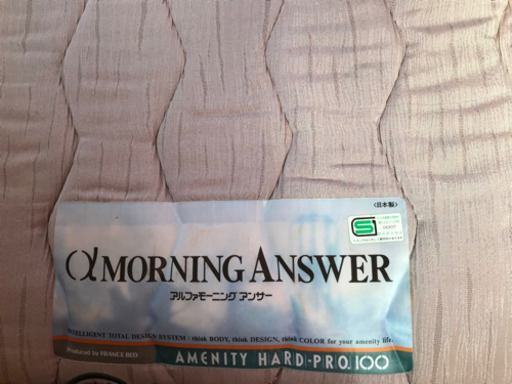 <日本製>
αMORNING ANSWER
アルファモーニングアンサー
INTELLIGENT TOTAL DESIGN SYSTEM / think BODY, think DESIGN, think COLOR for your amenity life.
Produced by FRANCE BED
AMENITY HARD-PRO.100